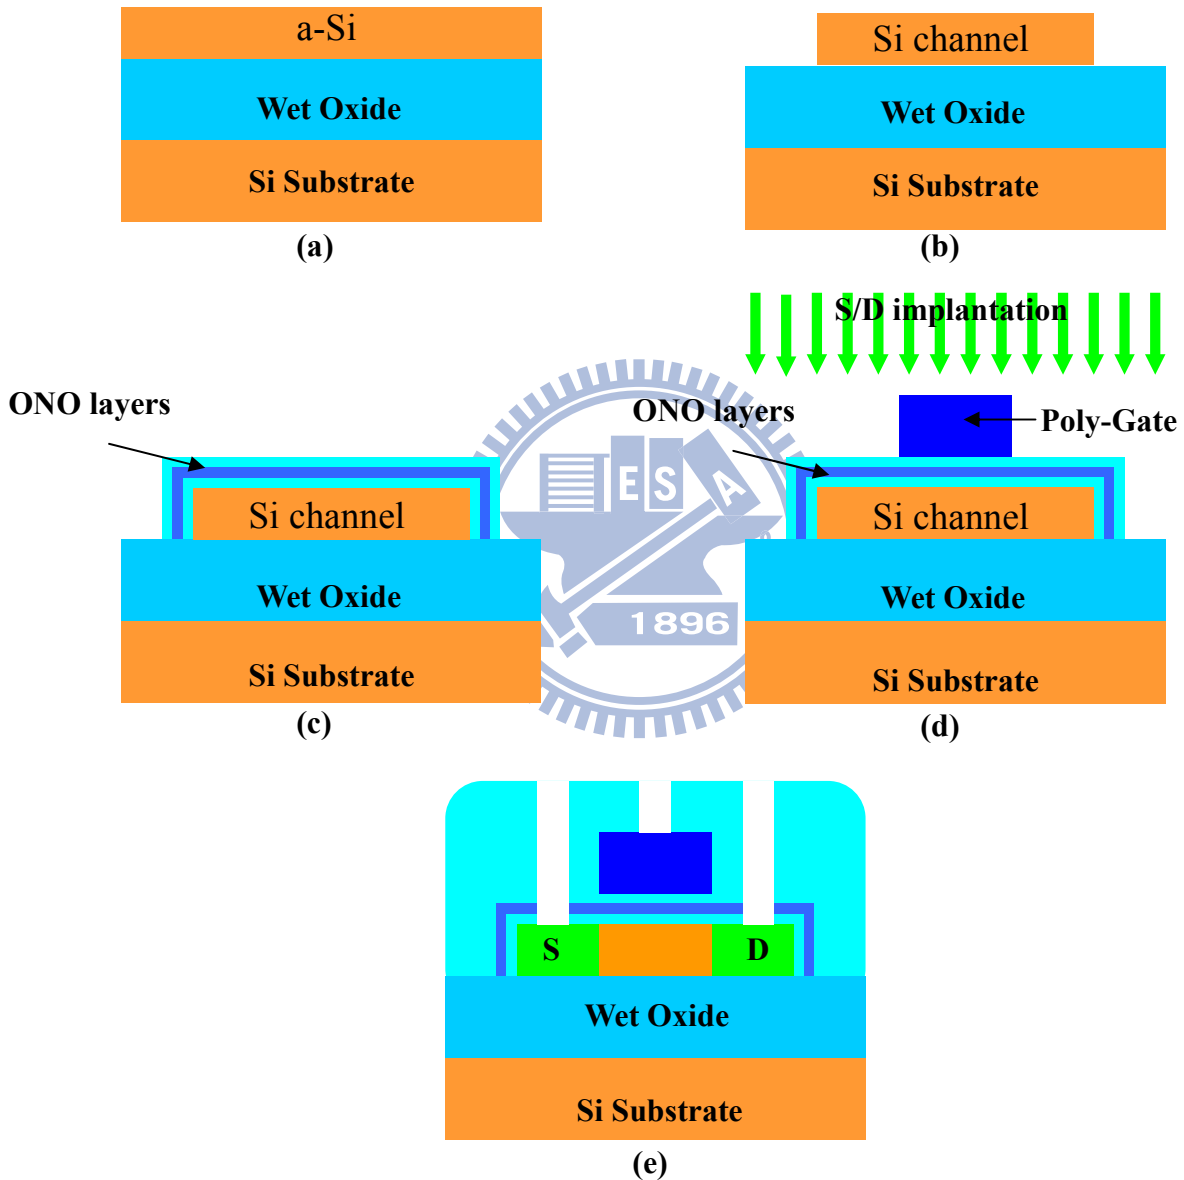 a-Si
Wet Oxide
Si Substrate
(a)
Si channel
Wet Oxide
Si Substrate
(b)
ONO layers
Si channel
Wet Oxide
Si Substrate
(c)
S/D implantation
ONO layers
Poly-Gate
Si channel
Wet Oxide
Si Substrate
(d)
E S A
1896
S
D
Wet Oxide
Si Substrate
(e)